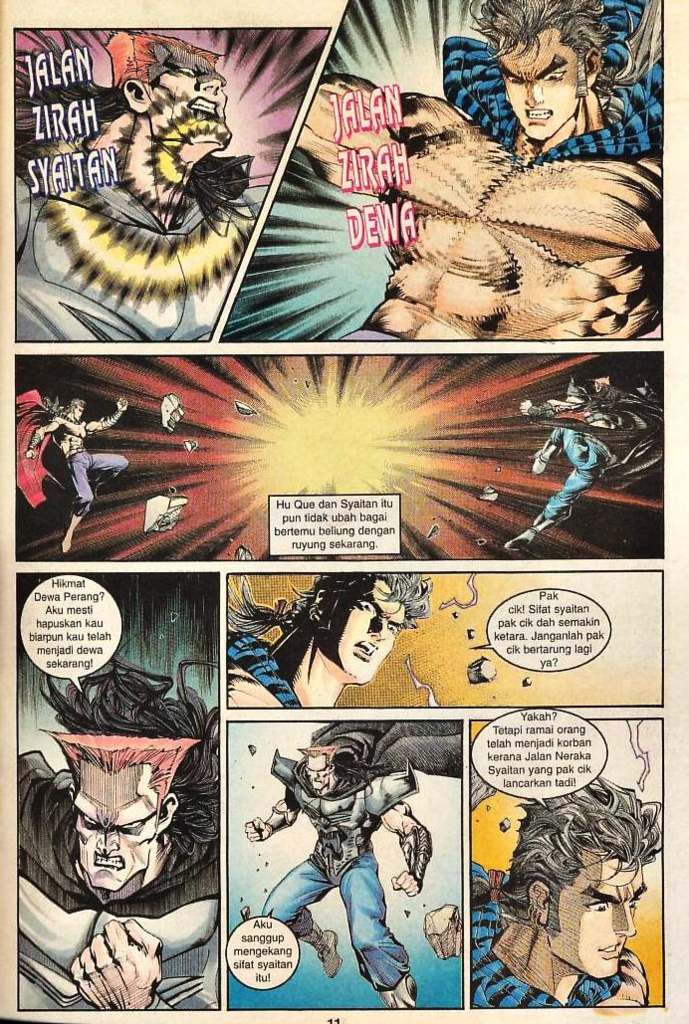 JALAN
ZIRAH
SYAITAN
JALAN
ZIRAH
DEWA
Hu Que dan Syaitan itu
pun tidak ubah bagai
bertemu beliung dengan
ruyung sekarang.
Hikmat
Dewa Perang?
Aku mesti
hapuskan kau
biarpun kau telah
menjadi dewa
sekarang!
Pak
cik! Sifat syaitan
pak cik dah semakin
ketara. Janganlah pak
cik bertarung lagi
ya?
Aku
sanggup
mengekang
sifat syaitan
itu!
Yakah?
Tetapi ramai orang
telah menjadi korban
kerana Jalan Neraka
Syaitan yang pak cik
lancarkan tadi!
11